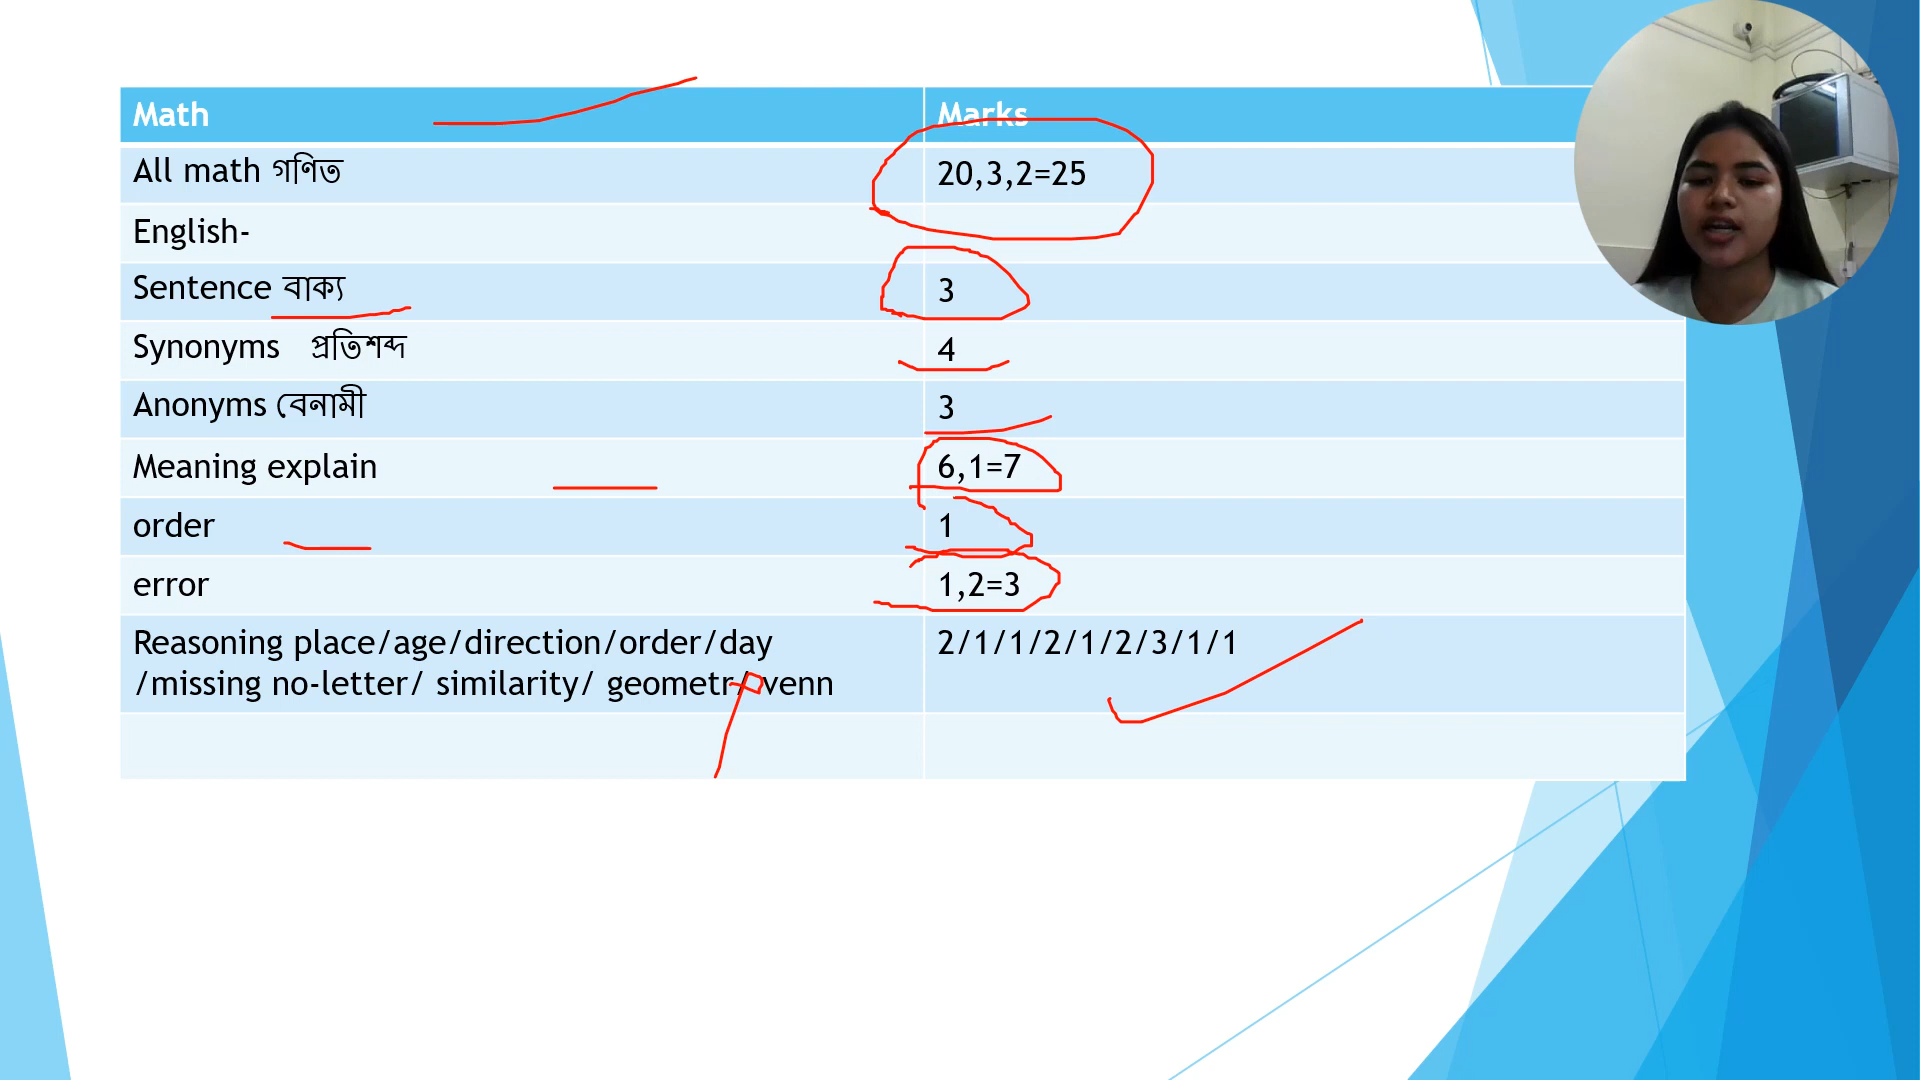 Math
Marks
All math গণিত
20,3,2=25
English-
Sentence বাক্য
3
Synonyms প্রতিশব্দ
4
Anonyms বেনামী
3
Meaning explain
6,1=7
order
1
error
1,2=3
Reasoning place/age/direction/order/day
/missing no-letter/ similarity/ geometr/ venn
2/1/1/2/1/2/3/1/1